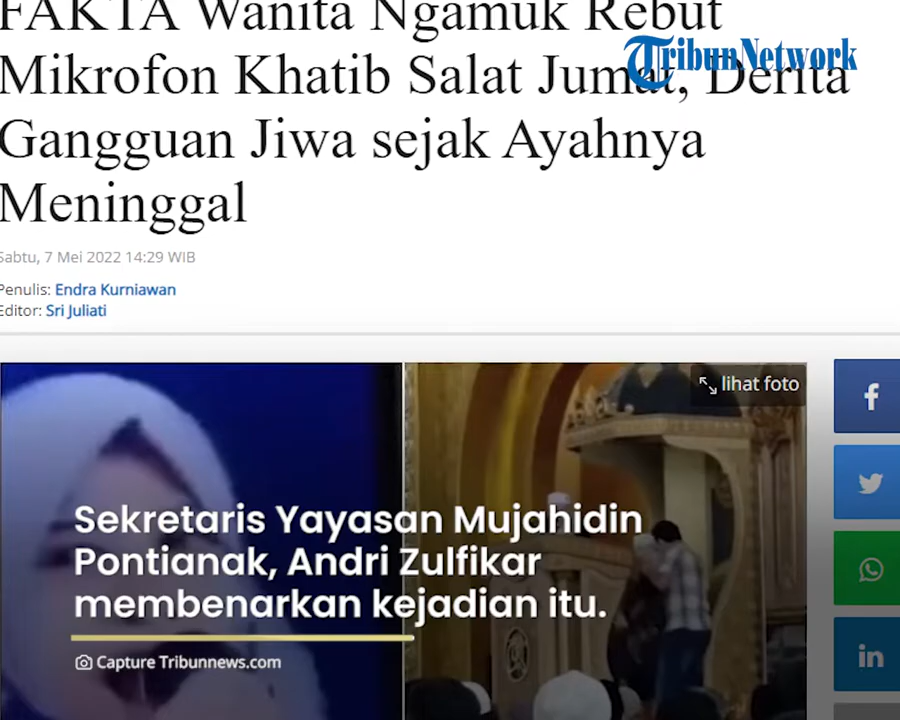 FAKTA Wanita Ngamuk Rebut
TribunNetwork
Mikrofon Khatib Salat Jumat, Derita
Gangguan Jiwa sejak Ayahnya
Meninggal
Sabtu, 7 Mei 2022 14:29 WIB
Penulis: Endra Kurniawan
Editor: Sri Juliati
lihat foto
Sekretaris Yayasan Mujahidin
Pontianak, Andri Zulfikar
membenarkan kejadian itu.
Capture Tribunnews.com